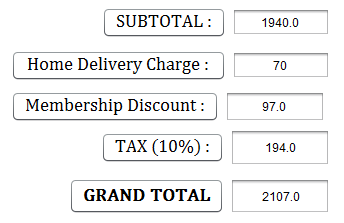 SUBTOTAL : 1940.0
Home Delivery Charge : 70
Membership Discount : 97.0
TAX (10%) : 194.0
GRAND TOTAL 2107.0